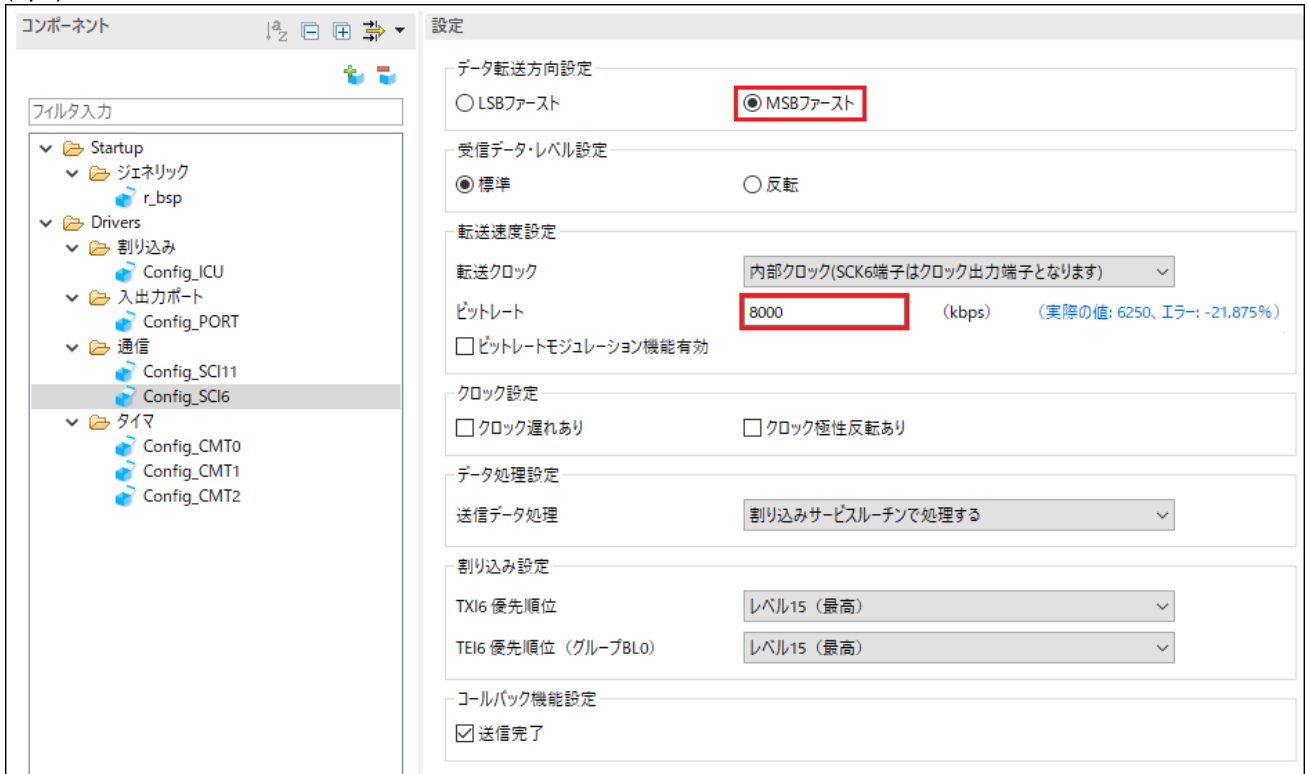 コンポーネント
フィルタ入力
Startup
ジェネリック
r_bsp
Drivers
割り込み
Config_ICU
入出力ポート
Config_PORT
通信
Config_SCI11
Config_SCI6
タイマ
Config_CMT0
Config_CMT1
Config_CMT2
設定
データ転送方向設定
LSBファースト MSBファースト
受信データ・レベル設定
標準 反転
転送速度設定
転送クロック 内部クロック(SCK6端子はクロック出力端子となります)
ビットレート 8000 (kbps) (実際の値: 6250、エラー: -21.875%)
ビットレートモジュレーション機能有効
クロック設定
クロック遅れあり クロック極性反転あり
データ処理設定
送信データ処理 割り込みサービスルーチンで処理する
割り込み設定
TXI6 優先順位 レベル15（最高）
TEI6 優先順位（グループBL0） レベル15（最高）
コールバック機能設定
送信完了